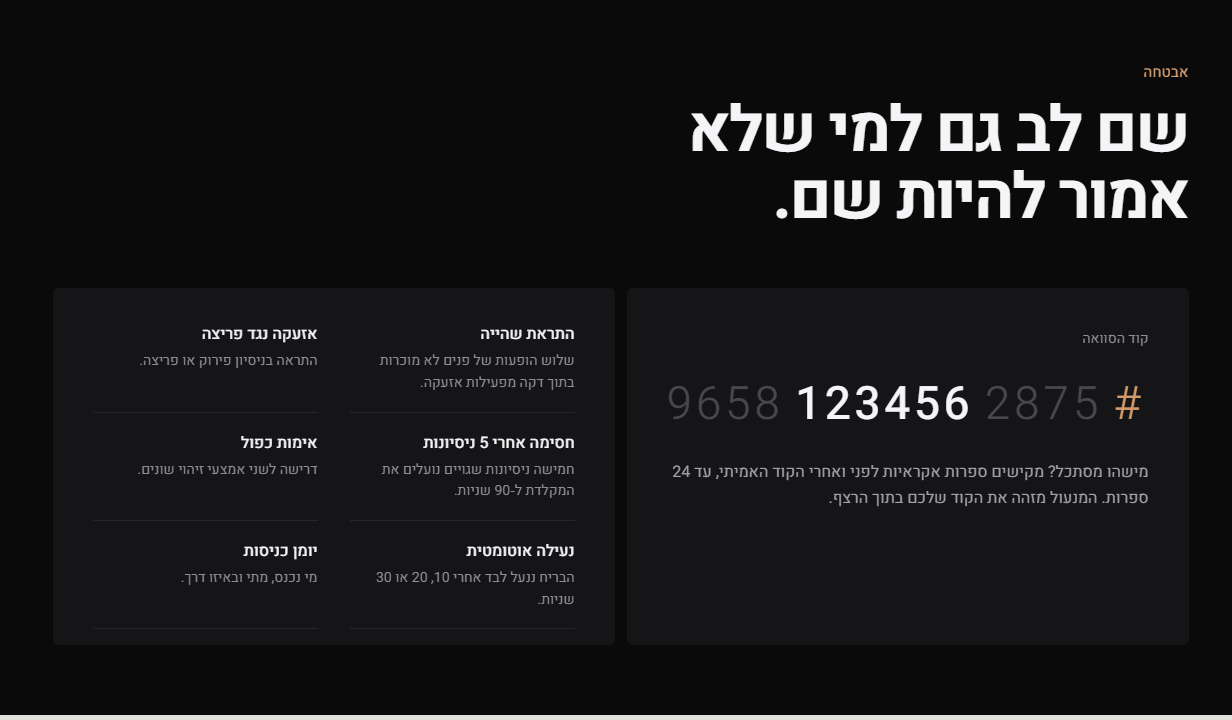 אבטחה
שם לב גם למי שלא
אמור להיות שם.
קוד הסוואה
# 2875 123456 9658
מישהו מסתכל? מקישים ספרות אקראיות לפני ואחרי הקוד האמיתי, עד 24
ספרות. המנעול מזהה את הקוד שלכם בתוך הרצף.
התראת שהייה
שלוש הופעות של פנים לא מוכרות
בתוך דקה מפעילות אזעקה.
אזעקה נגד פריצה
התראה בניסיון פירוק או פריצה.
חסימה אחרי 5 ניסיונות
חמישה ניסיונות שגויים נועלים את
המקלדת ל-90 שניות.
אימות כפול
דרישה לשני אמצעי זיהוי שונים.
נעילה אוטומטית
הבריח ננעל לבד אחרי 10, 20 או 30
שניות.
יומן כניסות
מי נכנס, מתי ובאיזו דרך.